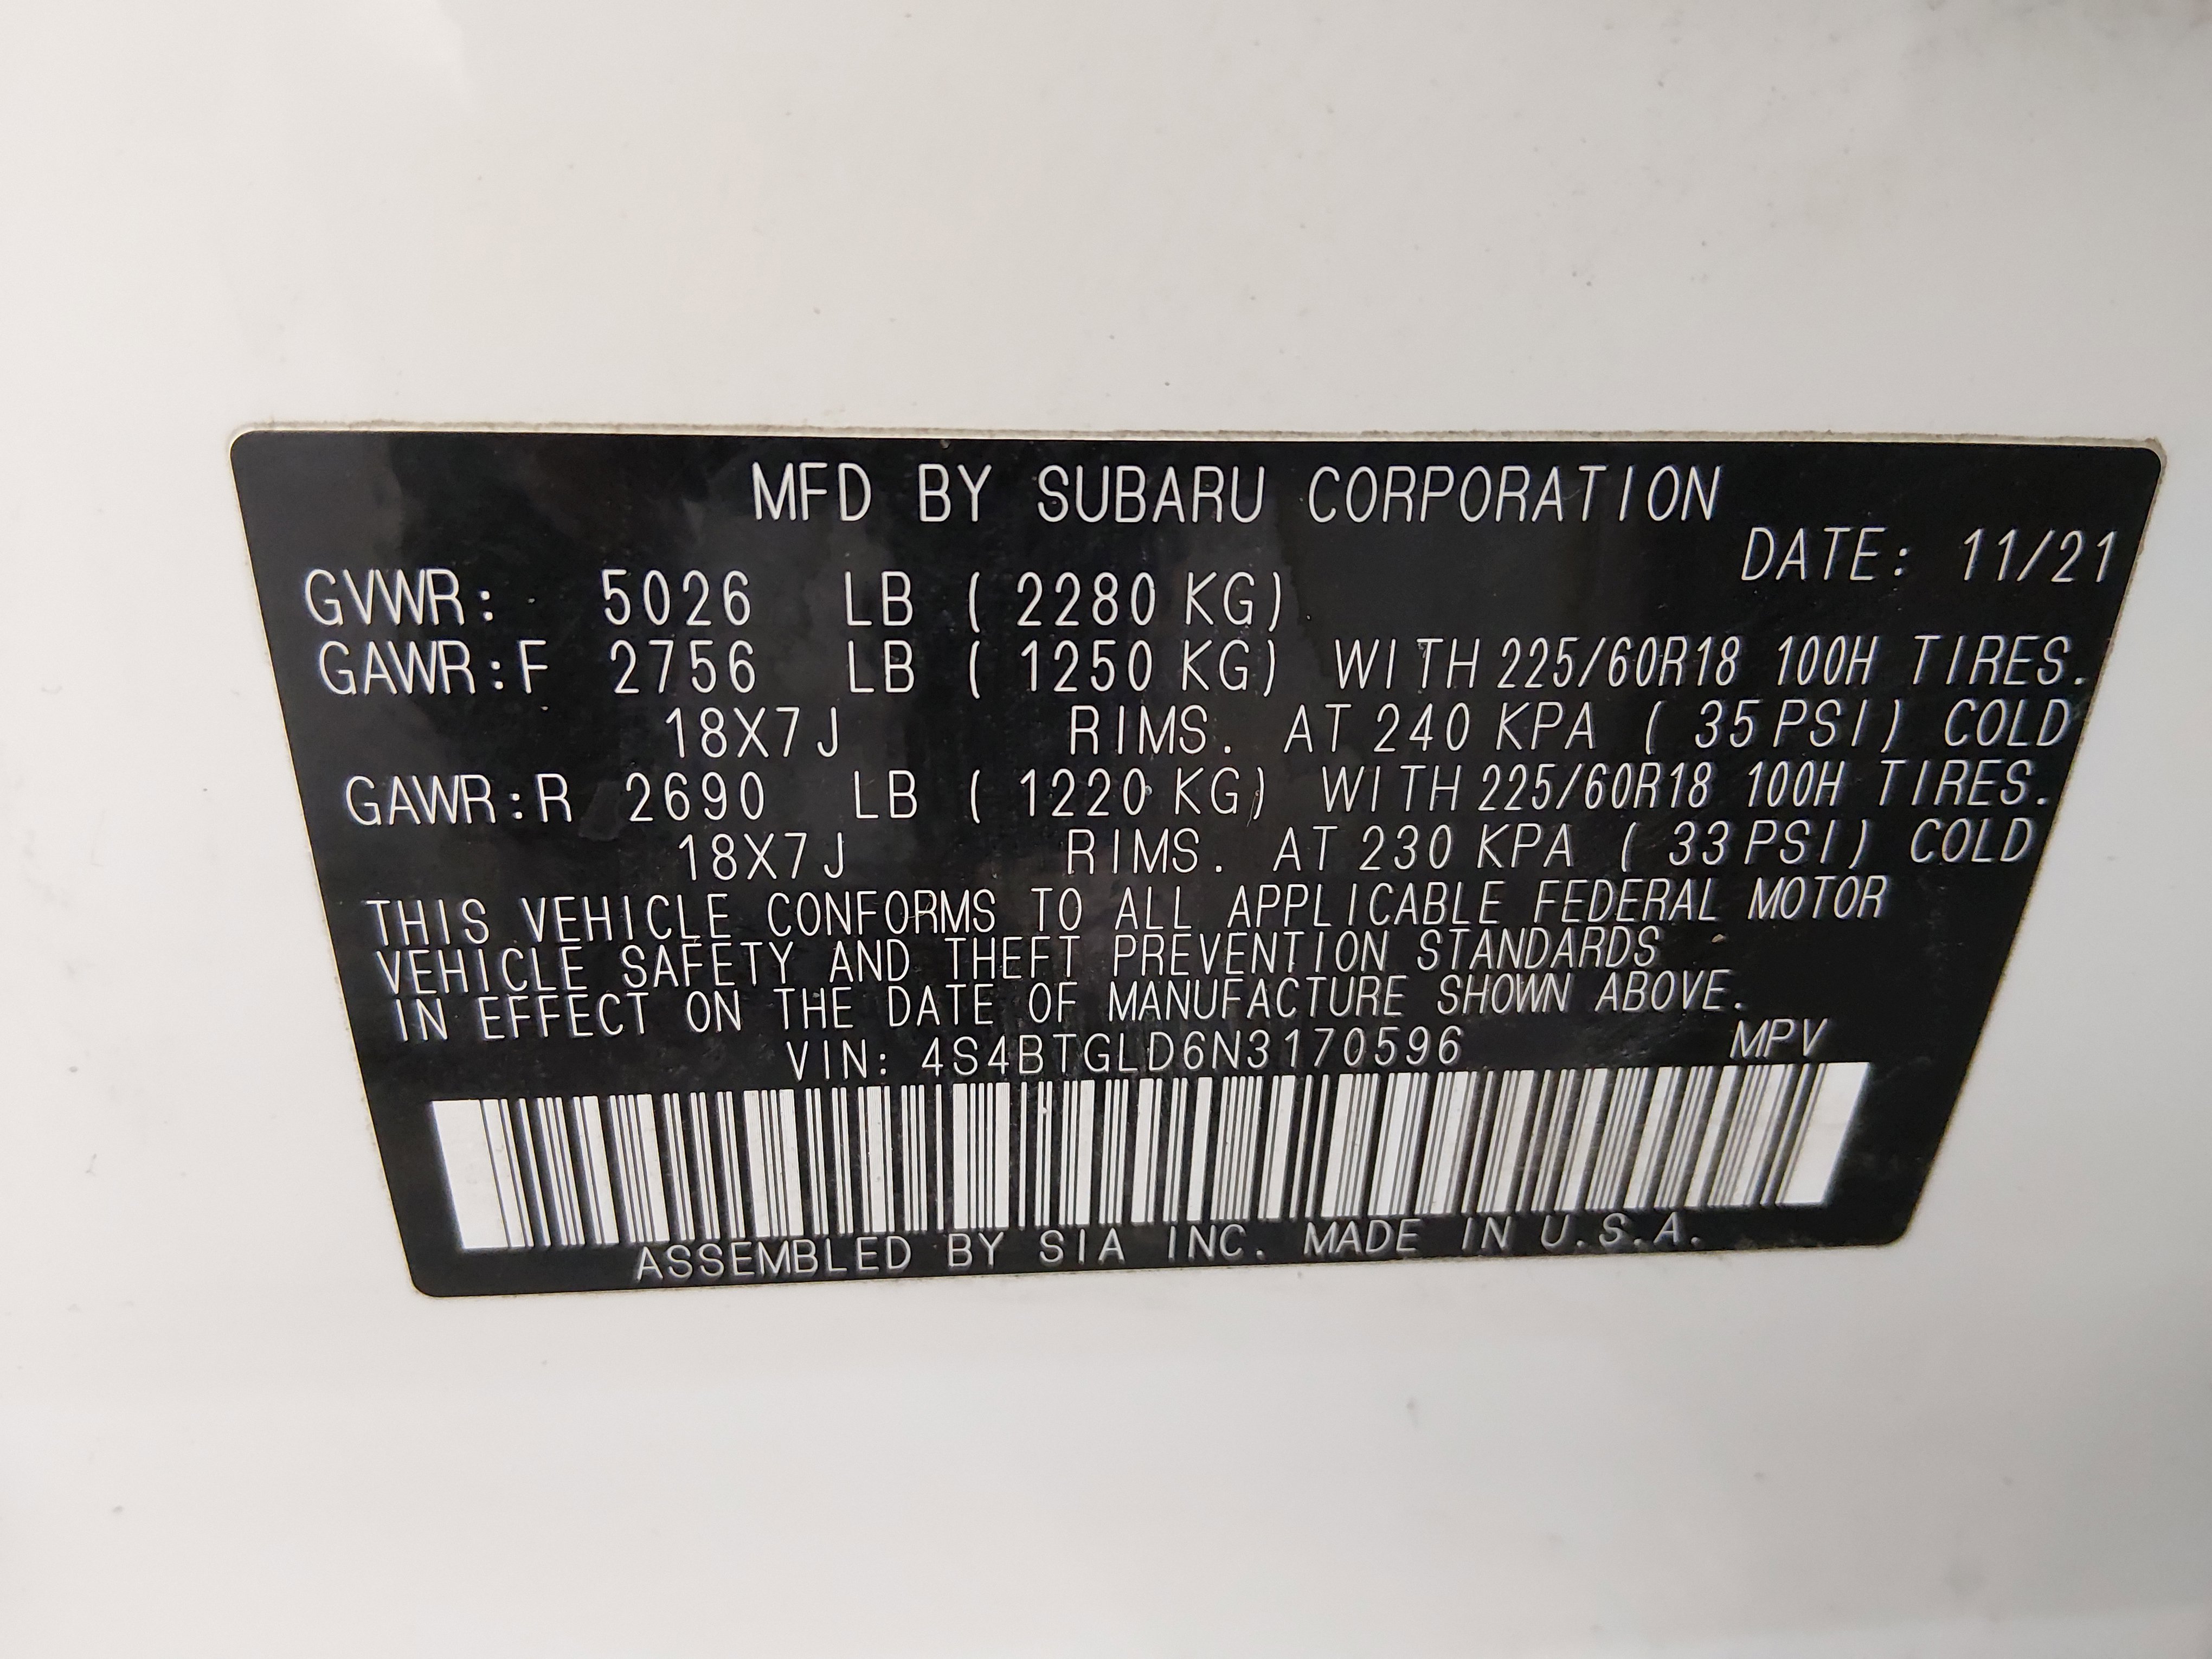 MFD BY SUBARU CORPORATION
DATE: 11/21
GVWR: 5026 LB ( 2280 KG)
GAWR:F 2756 LB ( 1250 KG) WITH 225/60R18 100H TIRES.
18X7J RIMS. AT 240 KPA ( 35 PSI) COLD
GAWR:R 2690 LB ( 1220 KG) WITH 225/60R18 100H TIRES.
18X7J RIMS. AT 230 KPA ( 33 PSI) COLD
THIS VEHICLE CONFORMS TO ALL APPLICABLE FEDERAL MOTOR
VEHICLE SAFETY AND THEFT PREVENTION STANDARDS
IN EFFECT ON THE DATE OF MANUFACTURE SHOWN ABOVE.
VIN: 4S4BTGLD6N3170596 MPV
ASSEMBLED BY SIA INC. MADE IN U.S.A.